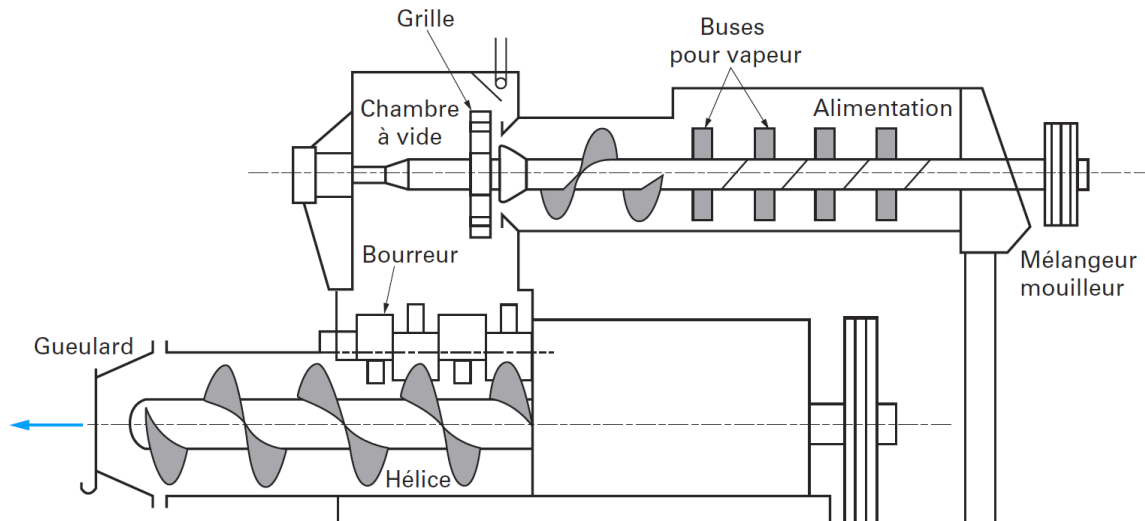 Grille
Buses
pour vapeur
Chambre
à vide
Alimentation
Bourreur
Mélangeur
mouilleur
Gueulard
Hélice